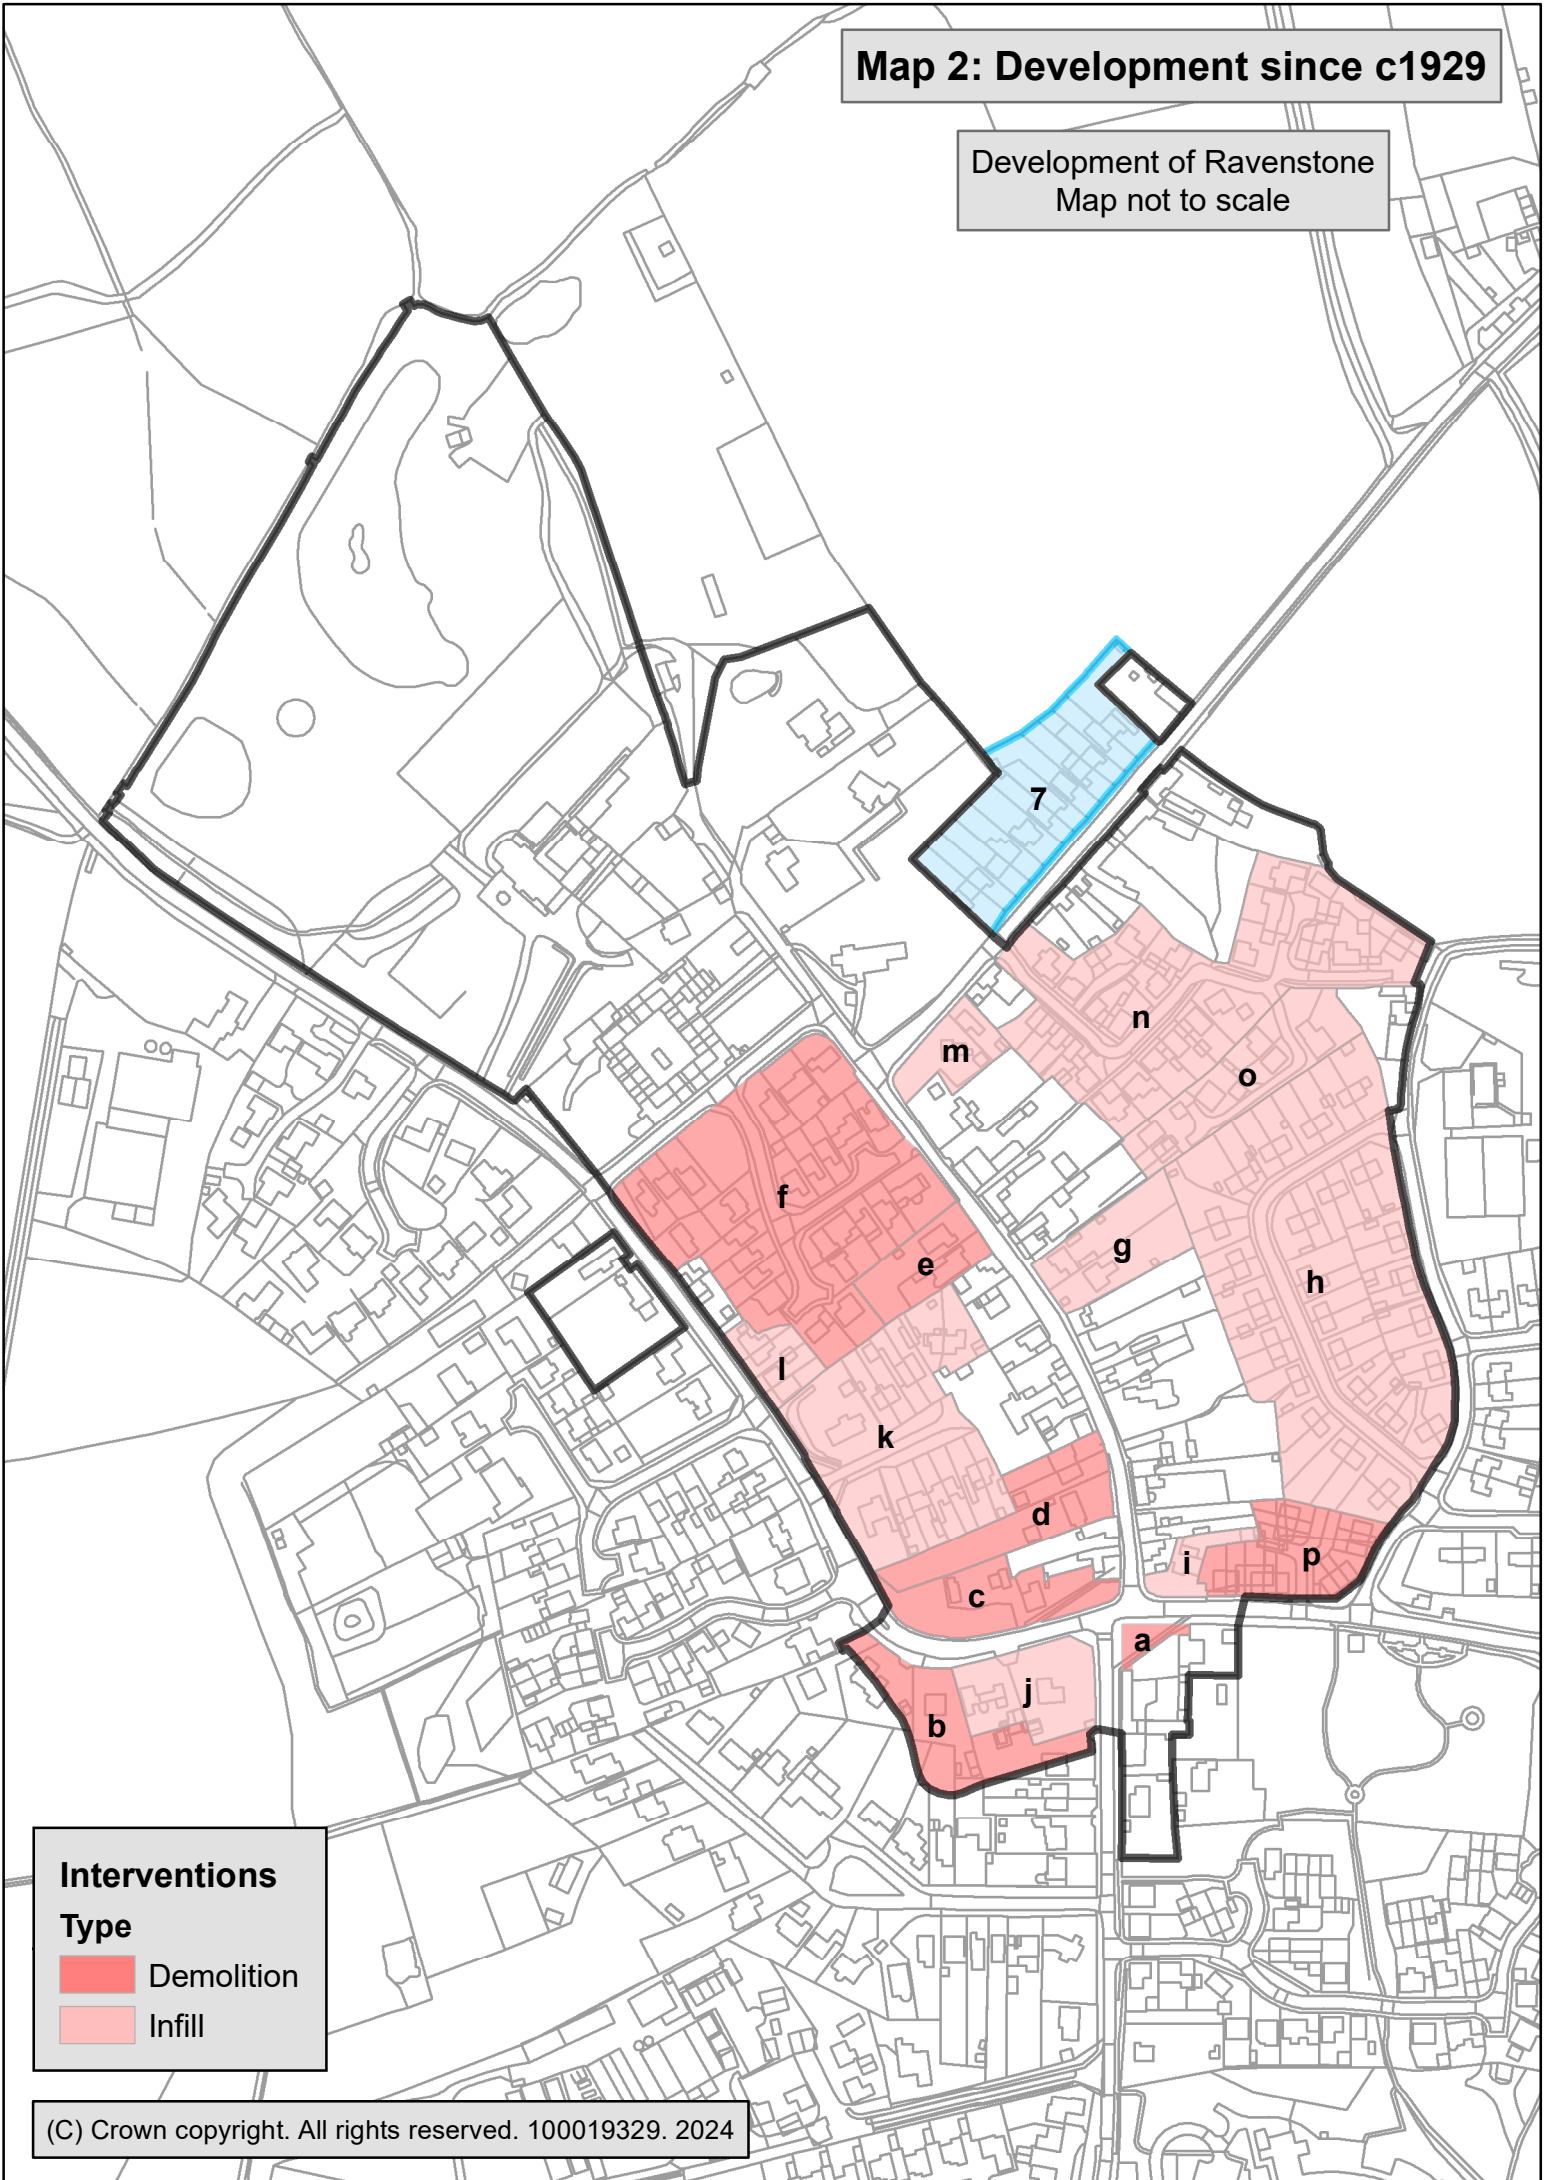 Map 2: Development since c1929
Development of Ravenstone
Map not to scale
7
n
m
o
f
g
e
h
l
k
d
i
p
c
a
j
b
Interventions
Type
Demolition
Infill
(C) Crown copyright. All rights reserved. 100019329. 2024